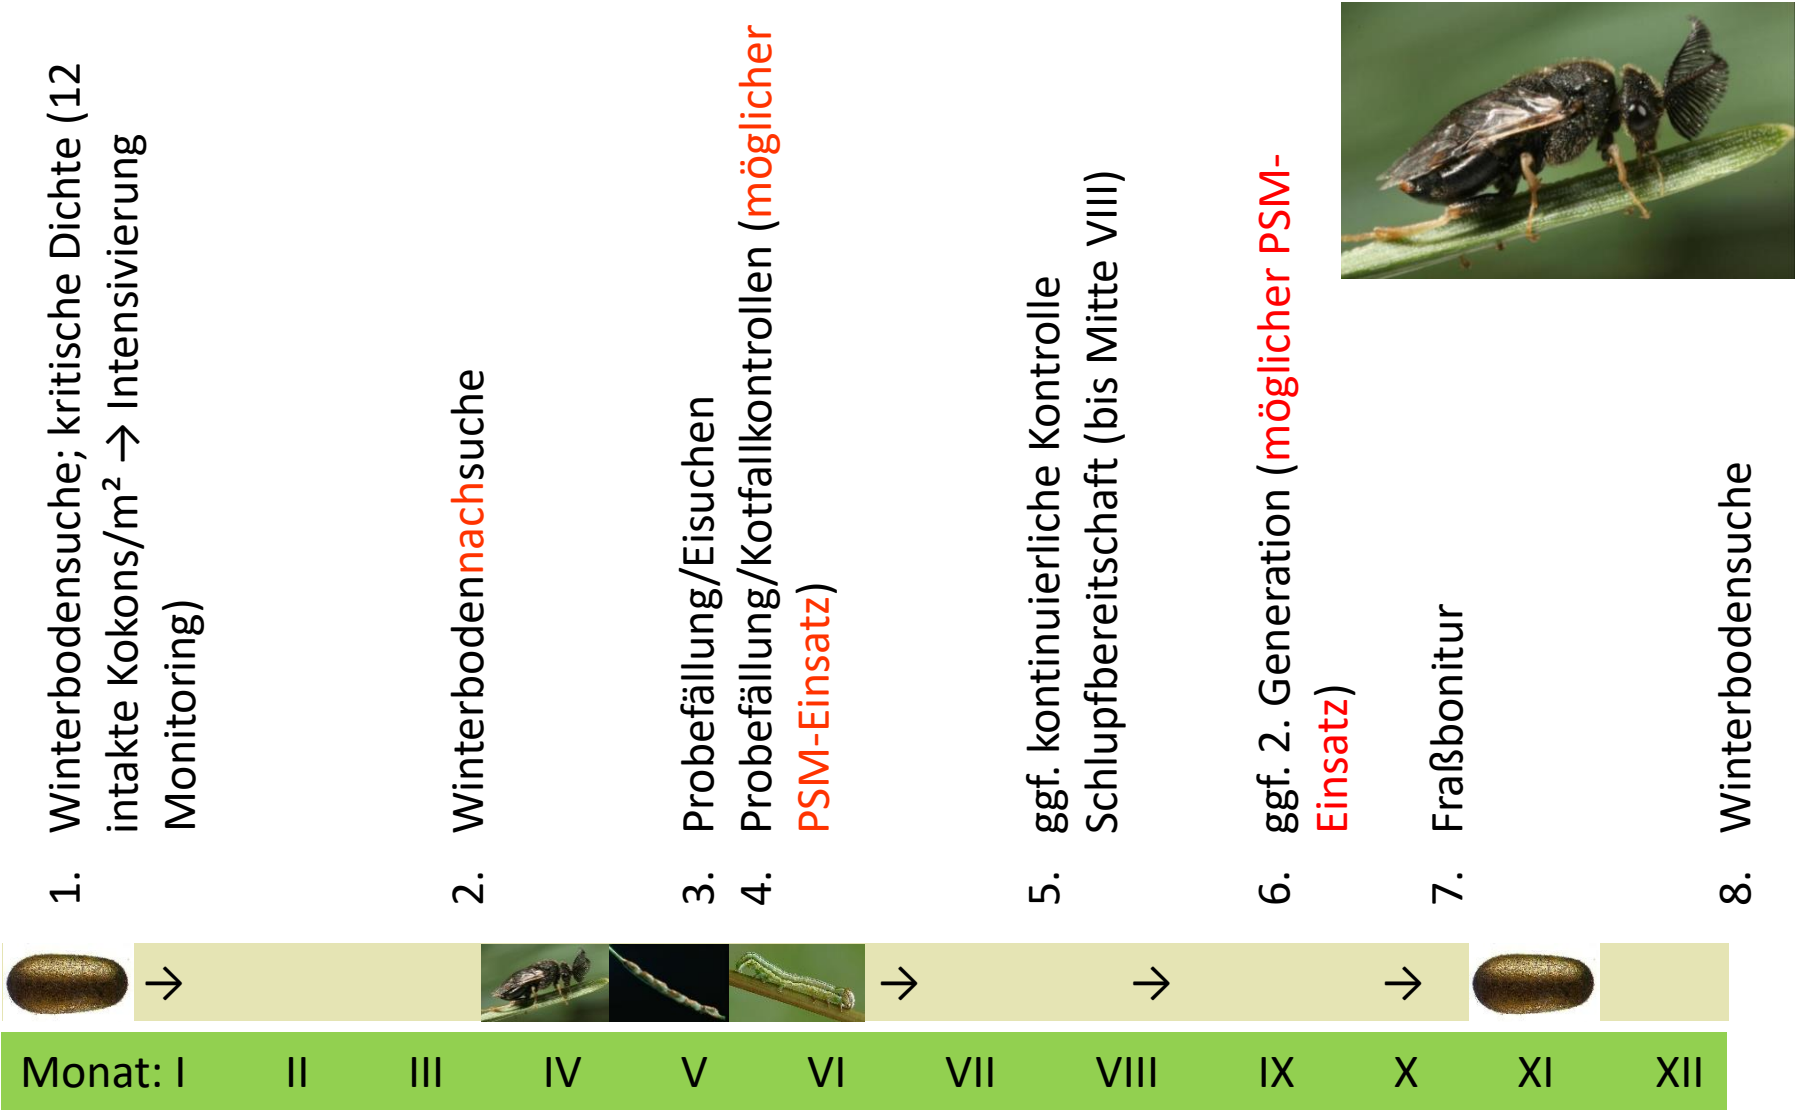 1. Winterbodensuche; kritische Dichte (12
intakte Kokons/m² → Intensivierung
Monitoring)
2. Winterbodennachsuche
3. Probefällung/Eisuchen
4. Probefällung/Kotfallkontrollen (möglicher
PSM-Einsatz)
5. ggf. kontinuierliche Kontrolle
Schlupfbereitschaft (bis Mitte VIII)
6. ggf. 2. Generation (möglicher PSM-
Einsatz)
7. Fraßbonitur
8. Winterbodensuche
→ → → →
Monat: I II III IV V VI VII VIII IX X XI XII